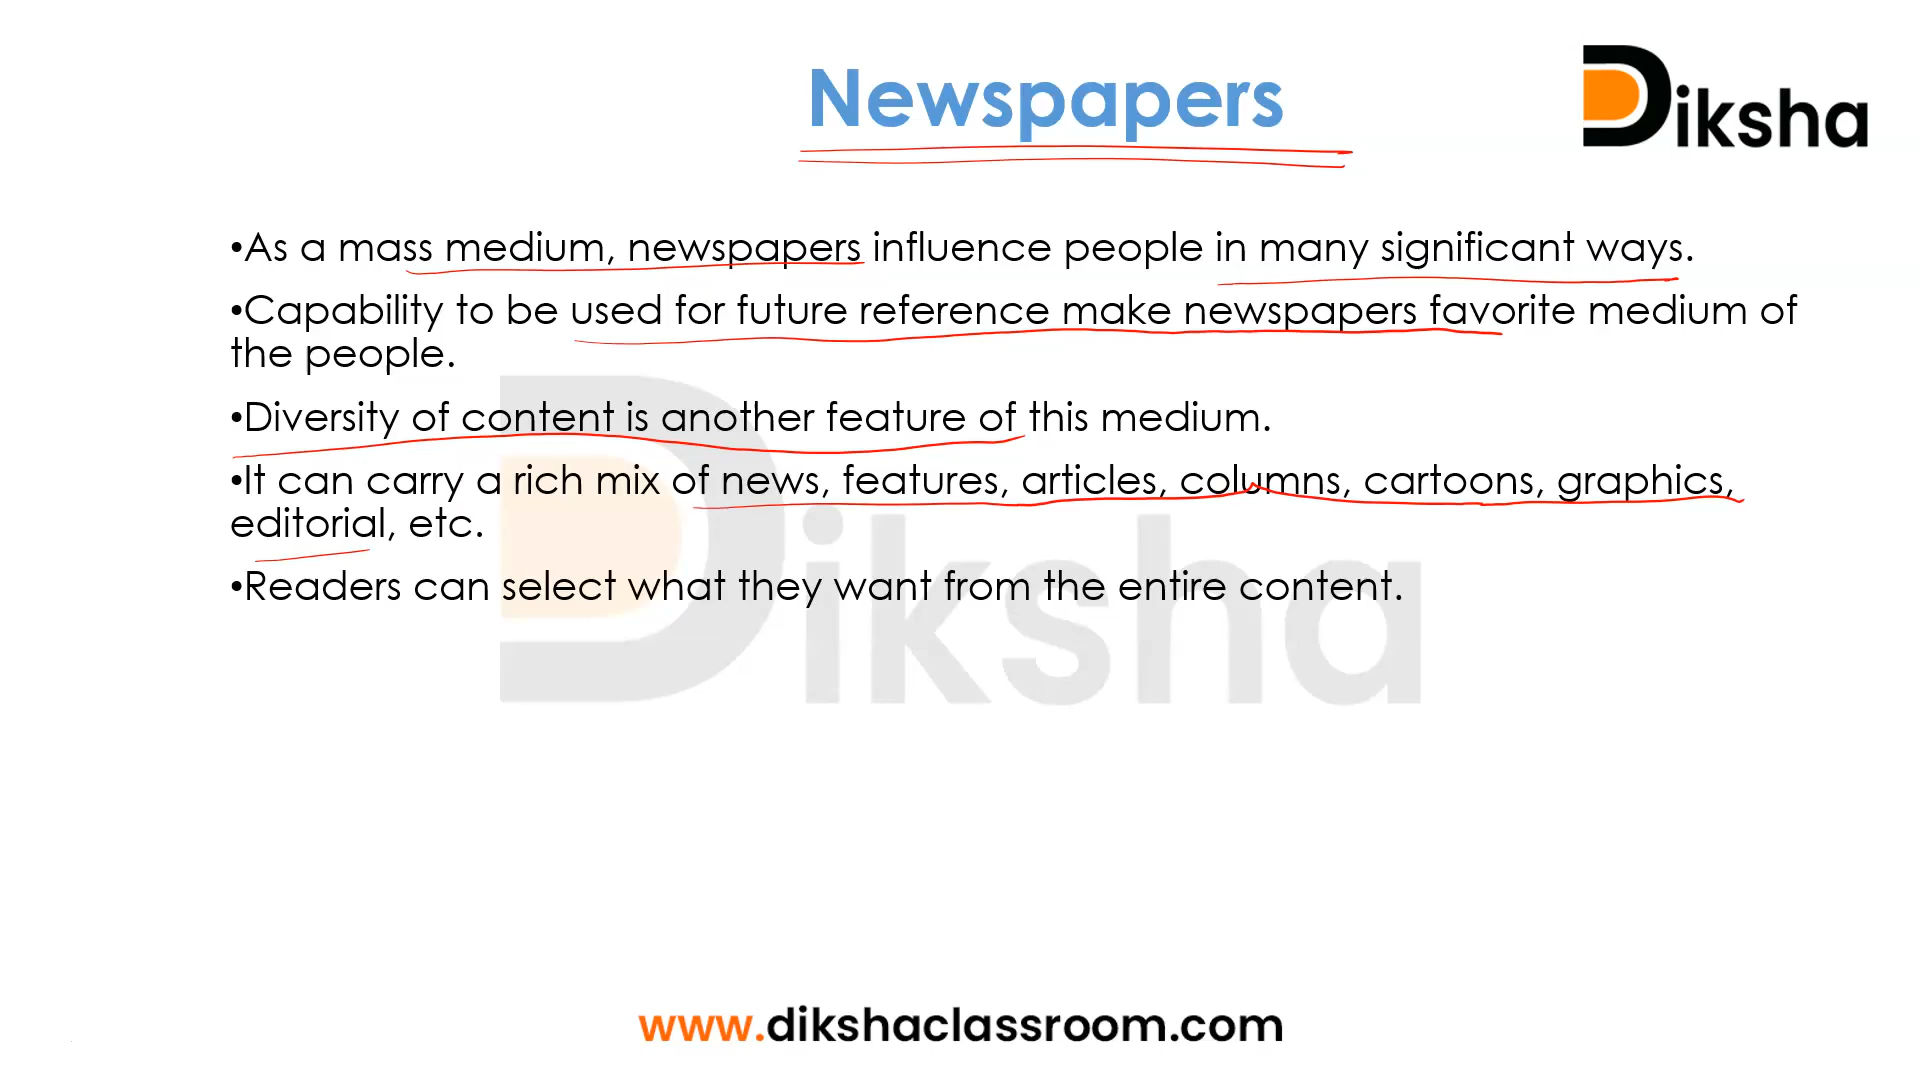 Newspapers
Diksha
•As a mass medium, newspapers influence people in many significant ways.
•Capability to be used for future reference make newspapers favorite medium of
the people.
•Diversity of content is another feature of this medium.
•It can carry a rich mix of news, features, articles, columns, cartoons, graphics,
editorial, etc.
•Readers can select what they want from the entire content.
Diksha
www.dikshaclassroom.com